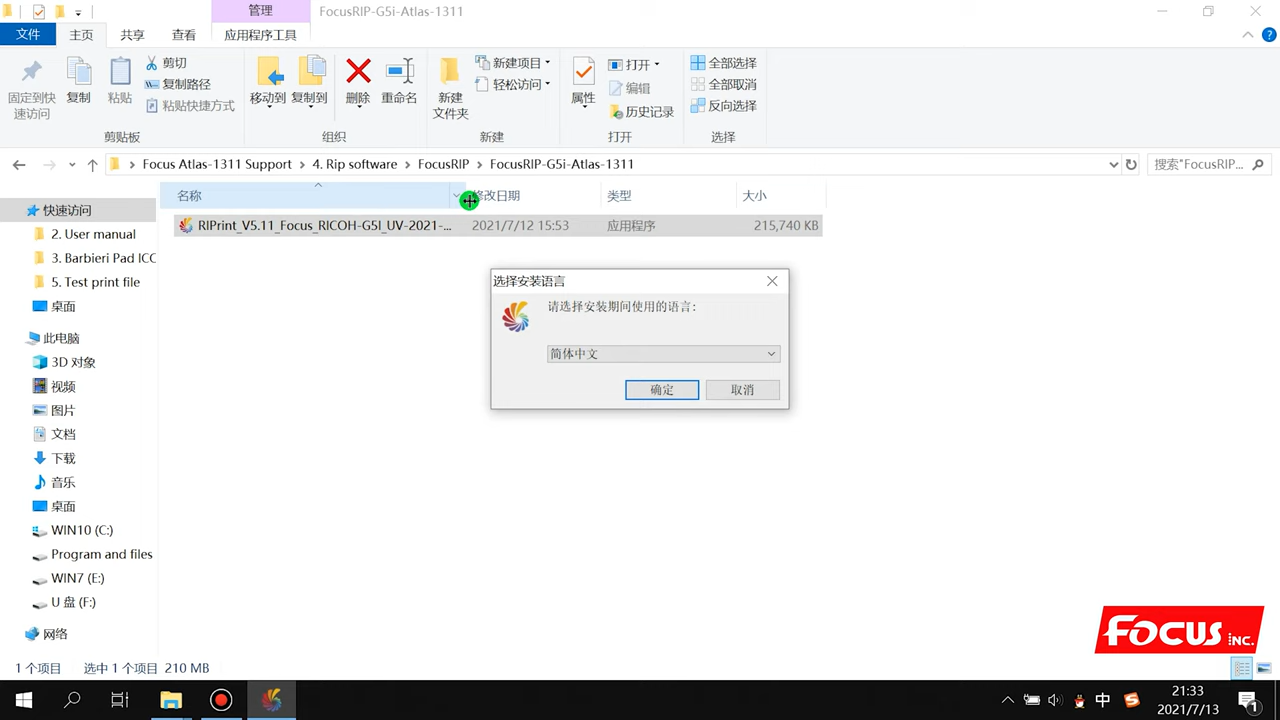 管理
FocusRIP-G5i-Atlas-1311
文件
主页
共享
查看
应用程序工具
固定到快
速访问
复制
粘贴
剪切
复制路径
粘贴快捷方式
剪贴板
移动到
复制到
删除
重命名
组织
新建
文件夹
新建项目
轻松访问
新建
属性
打开
编辑
历史记录
打开
全部选择
全部取消
反向选择
选择
Focus Atlas-1311 Support
4. Rip software
FocusRIP
FocusRIP-G5i-Atlas-1311
搜索"FocusRIP...
名称
修改日期
类型
大小
RIPrint_V5.11_Focus_RICOH-G5I_UV-2021-...
2021/7/12 15:53
应用程序
215,740 KB
快速访问
2. User manual
3. Barbieri Pad ICC
5. Test print file
桌面
此电脑
3D 对象
视频
图片
文档
下载
音乐
桌面
WIN10 (C:)
Program and files
WIN7 (E:)
U 盘 (F:)
网络
选择安装语言
请选择安装期间使用的语言:
简体中文
确定
取消
FOCUS INC.
1 个项目
选中 1 个项目 210 MB
中
21:33
2021/7/13
1